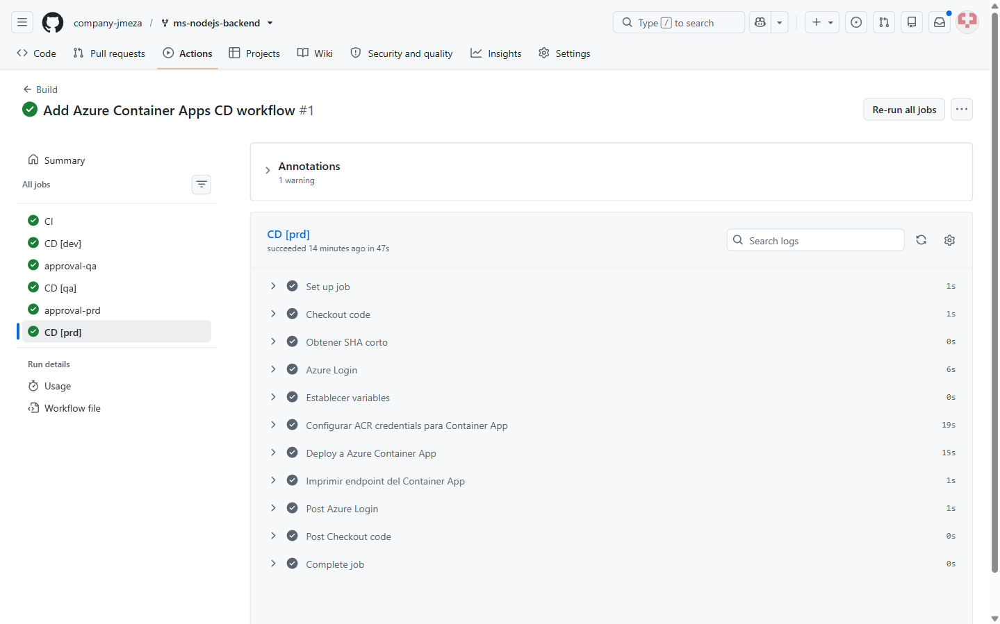 company-jmeza / ms-nodejs-backend
Type / to search
Code
Pull requests
Actions
Projects
Wiki
Security and quality
Insights
Settings
Build
Add Azure Container Apps CD workflow #1
Re-run all jobs
Summary
All jobs
CI
CD [dev]
approval-qa
CD [qa]
approval-prd
CD [prd]
Run details
Usage
Workflow file
Annotations
1 warning
CD [prd]
succeeded 14 minutes ago in 47s
Search logs
Set up job 1s
Checkout code 1s
Obtener SHA corto 0s
Azure Login 6s
Establecer variables 0s
Configurar ACR credentials para Container App 19s
Deploy a Azure Container App 15s
Imprimir endpoint del Container App 1s
Post Azure Login 1s
Post Checkout code 0s
Complete job 0s